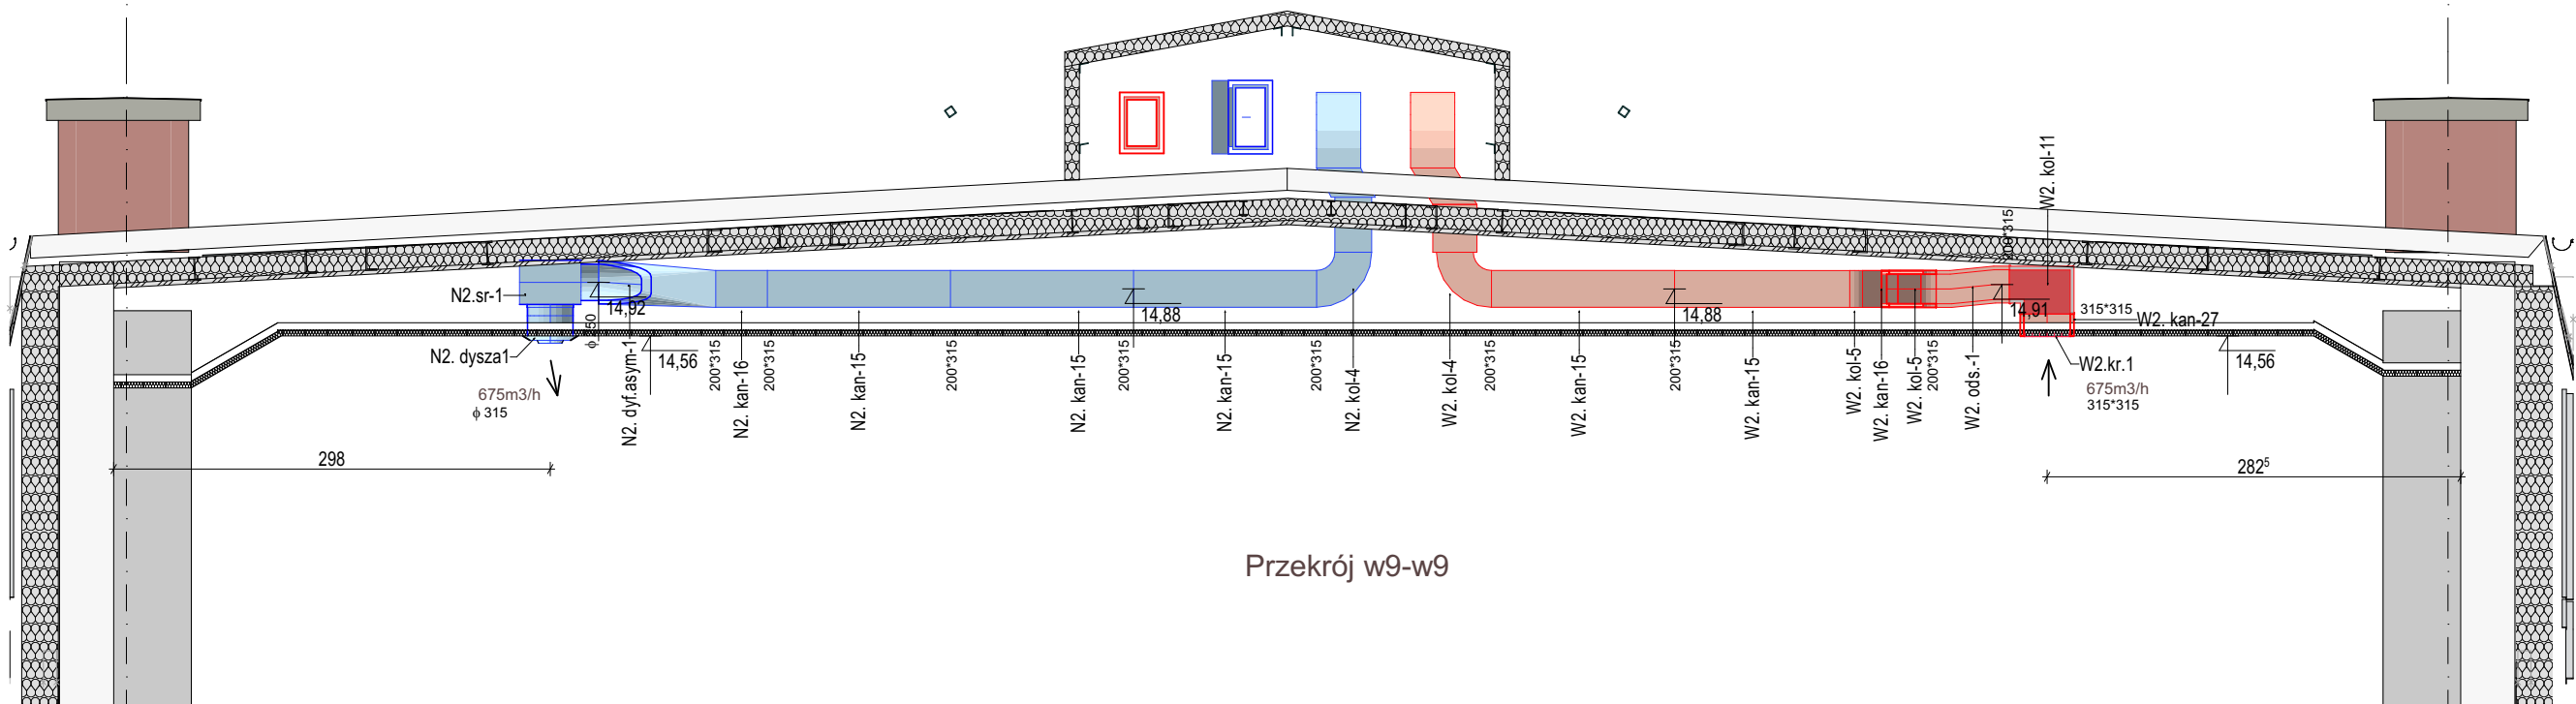 W2. kol-11
200*315
N2.sr-1
14,92
14,88
14,88
14,91
315*315
W2. kan-27
N2. dysza1
ϕ 250
14,56
W2.kr.1
14,56
675m3/h
ϕ 315
675m3/h
315*315
N2. dyf.asym-1
200*315
N2. kan-16
200*315
N2. kan-15
200*315
N2. kan-15
200*315
N2. kan-15
200*315
N2. kol-4
W2. kol-4
200*315
W2. kan-15
200*315
W2. kan-15
W2. kol-5
W2. kan-16
W2. kol-5
200*315
W2. ods.-1
298
282⁵
Przekrój w9-w9